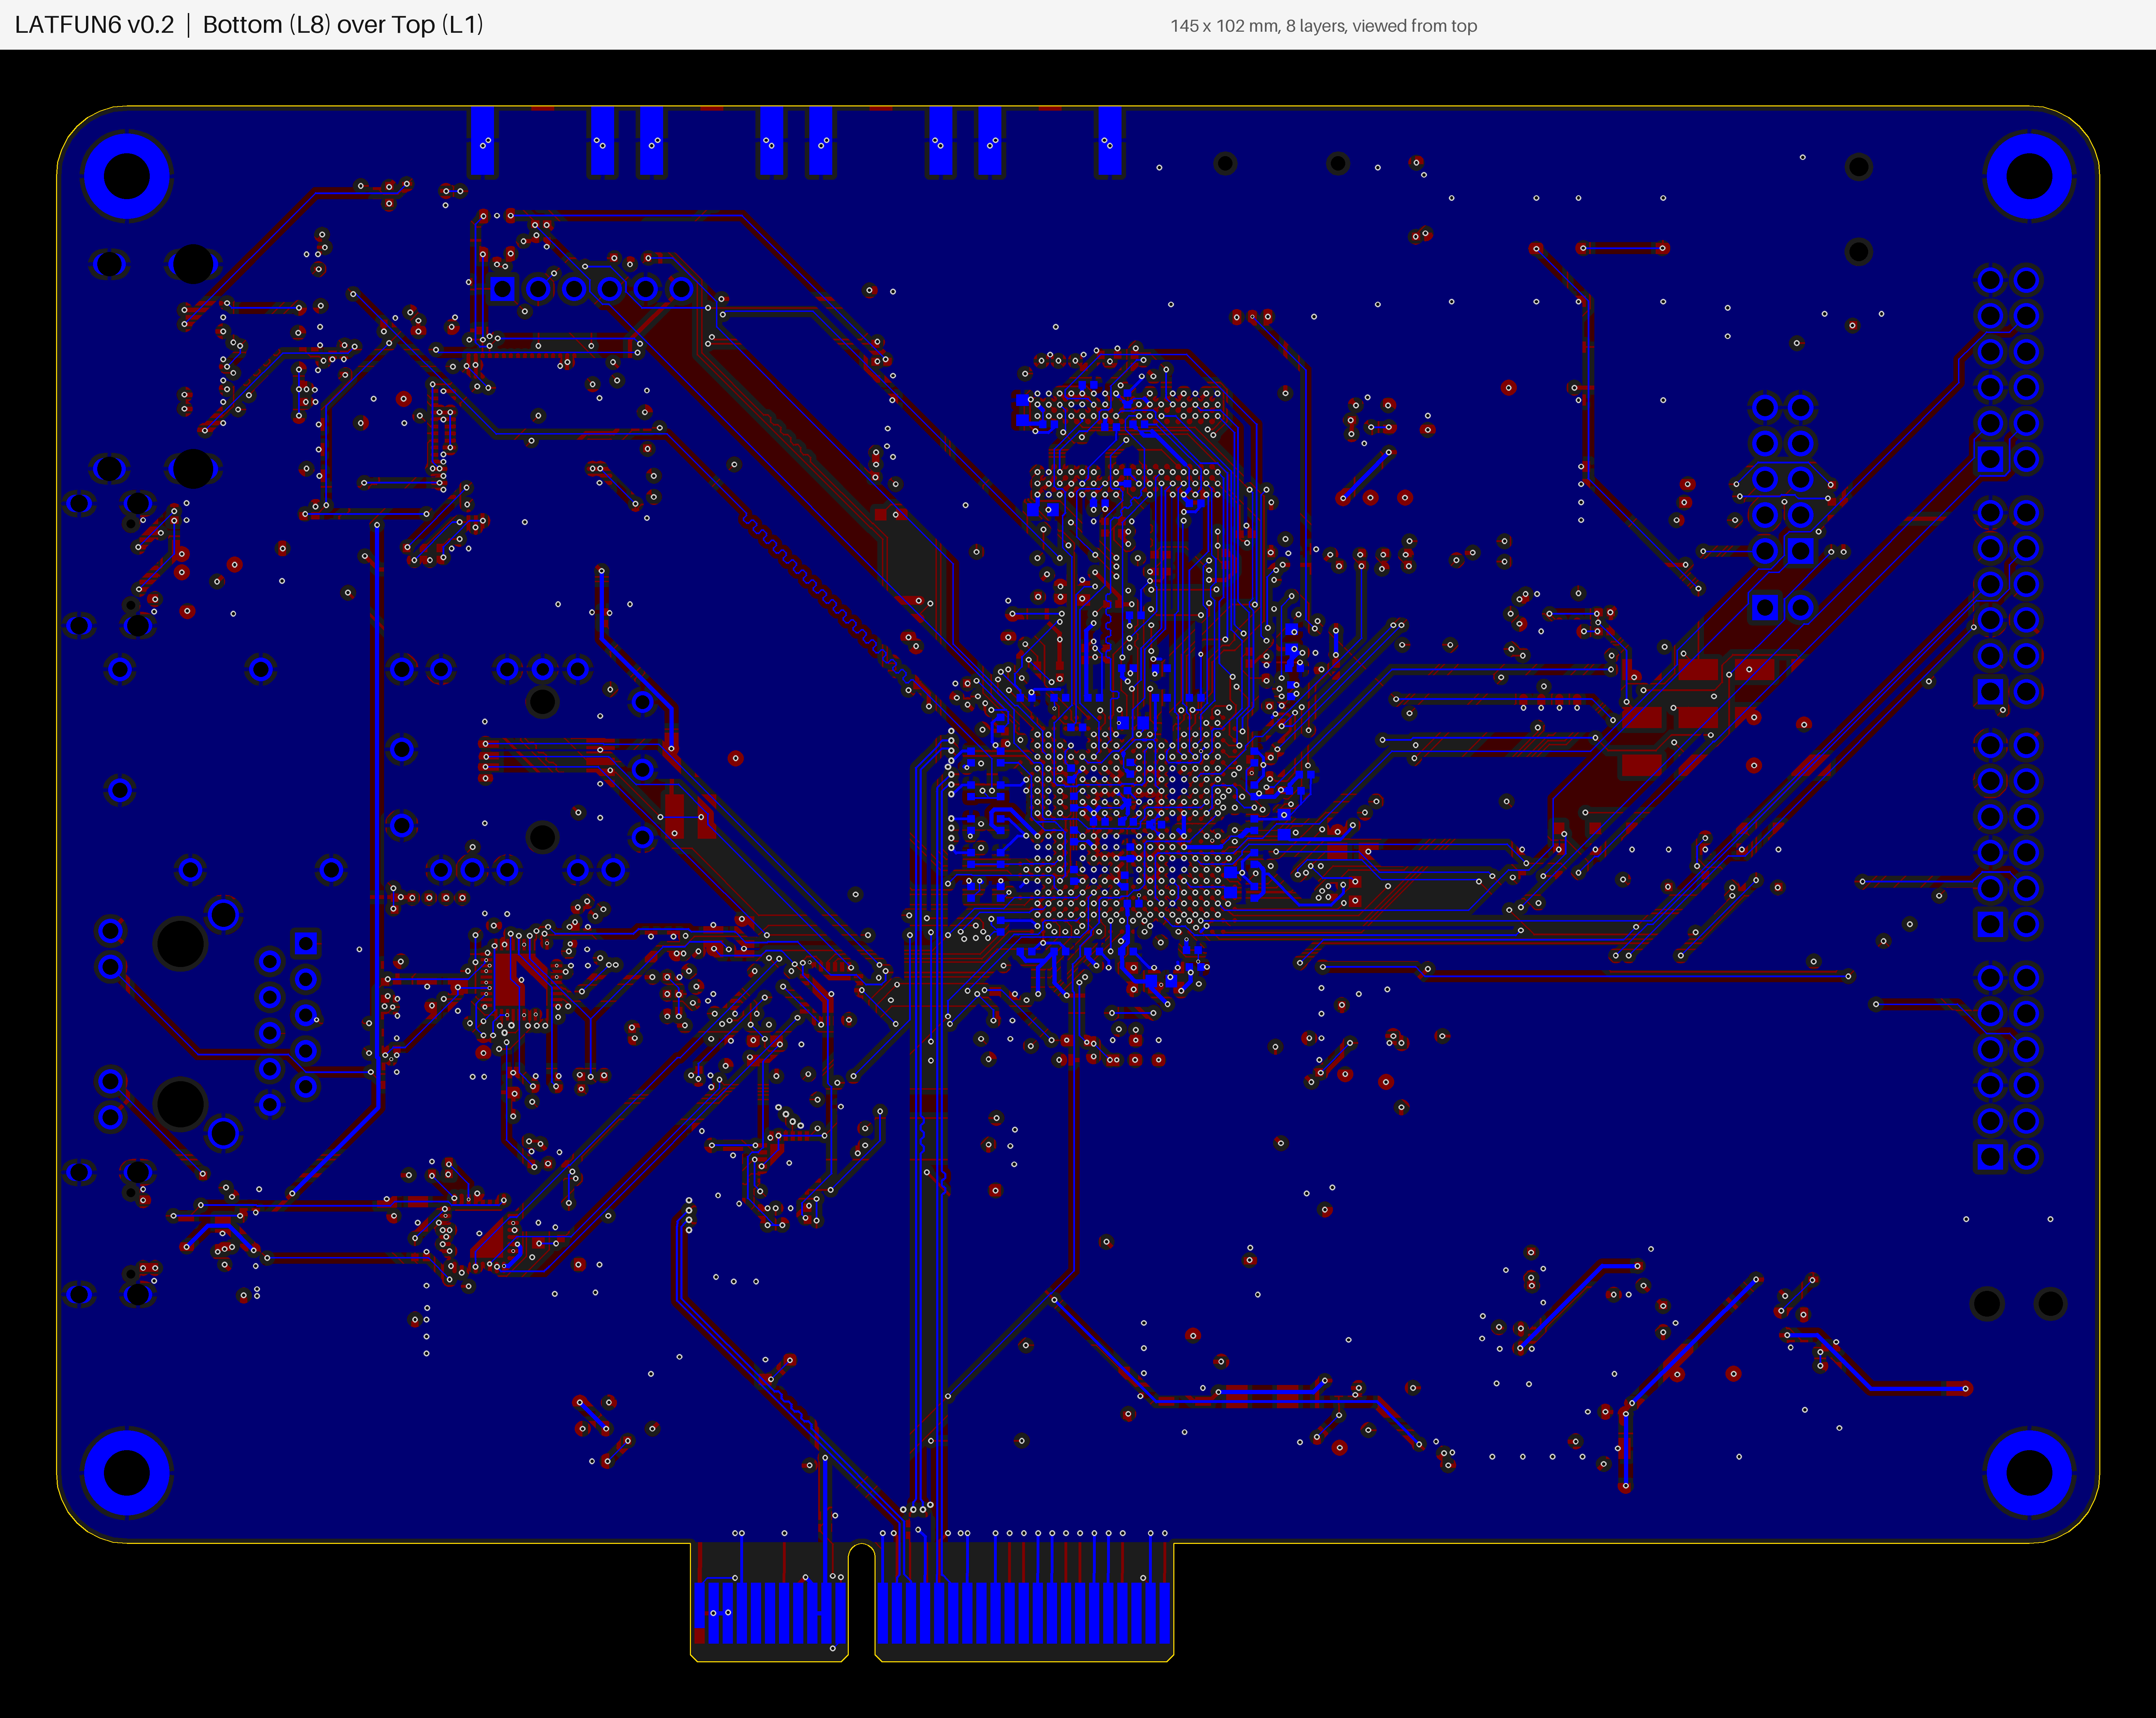 LATFUN6 v0.2 | Bottom (L8) over Top (L1)
145 x 102 mm, 8 layers, viewed from top